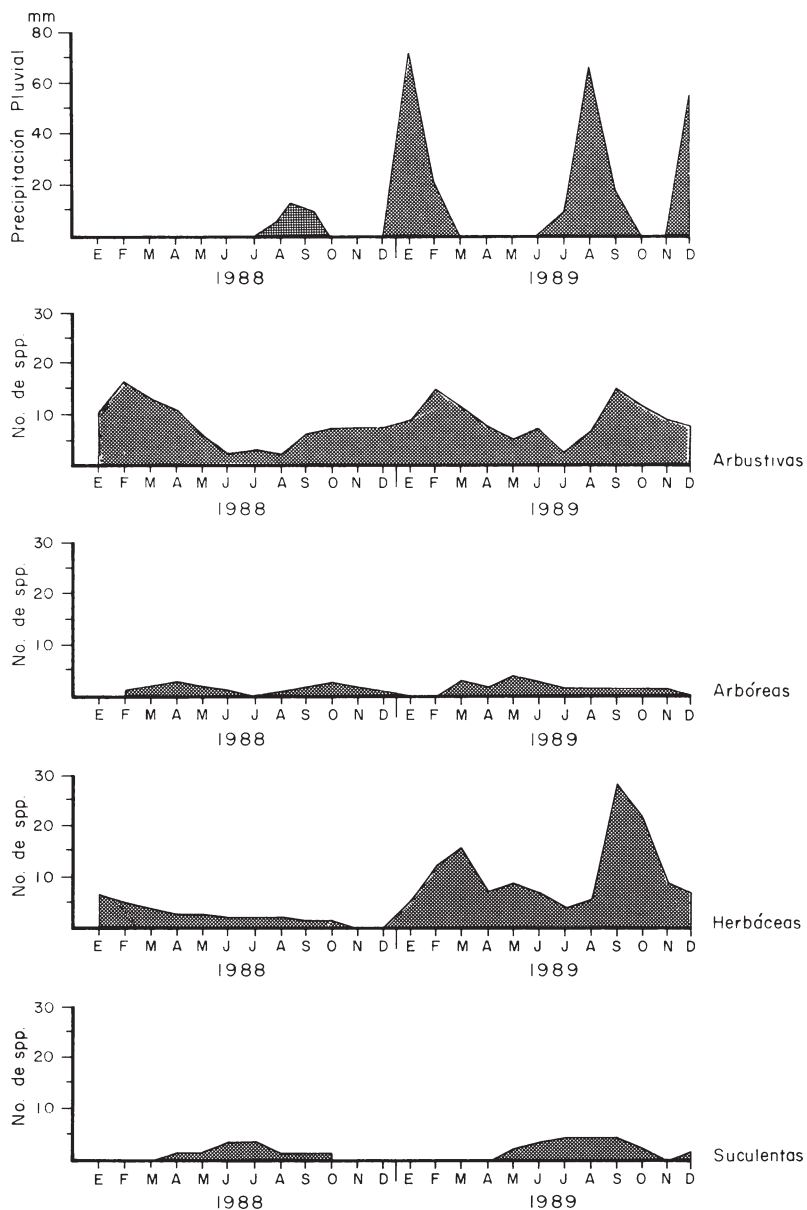 mm
Precipitación Pluvial
80
60
40
20
E F M A M J J A S O N D E F M A M J J A S O N D
1988 1989
No. de spp.
30
20
10
E F M A M J J A S O N D E F M A M J J A S O N D
Arbustivas
1988 1989
No. de spp.
30
20
10
E F M A M J J A S O N D E F M A M J J A S O N D
Arbóreas
1988 1989
No. de spp.
30
20
10
E F M A M J J A S O N D E F M A M J J A S O N D
Herbáceas
1988 1989
No. de spp.
30
20
10
E F M A M J J A S O N D E F M A M J J A S O N D
Suculentas
1988 1989